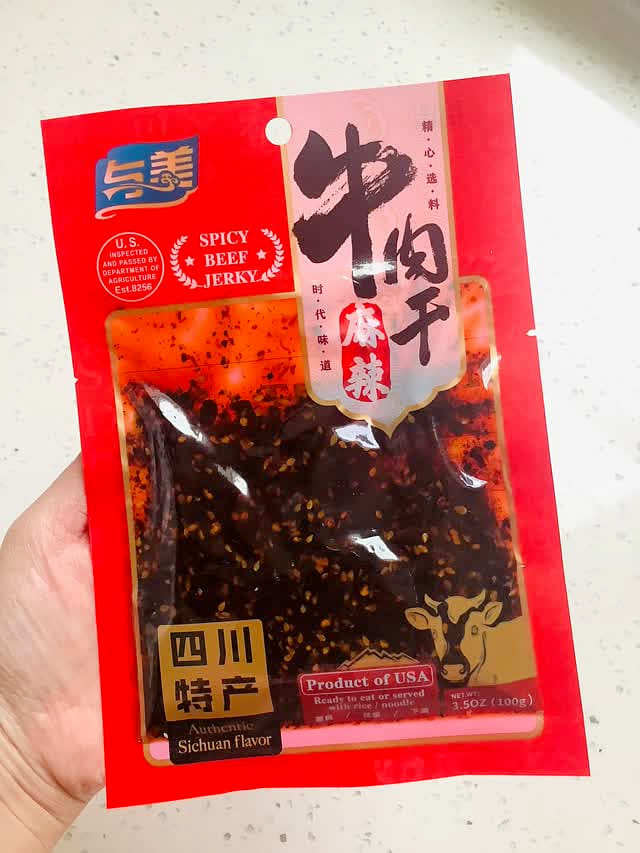 与美
U.S.
INSPECTED
AND PASSED BY
DEPARTMENT OF
AGRICULTURE
Est.8256
SPICY
BEEF
JERKY
牛肉干
精·心·选·料
时·代·味·道
麻辣
四川
特产
Authentic
Sichuan flavor
Product of USA
Ready to eat or served
with rice / noodle
NET.WT:
3.5OZ (100g)